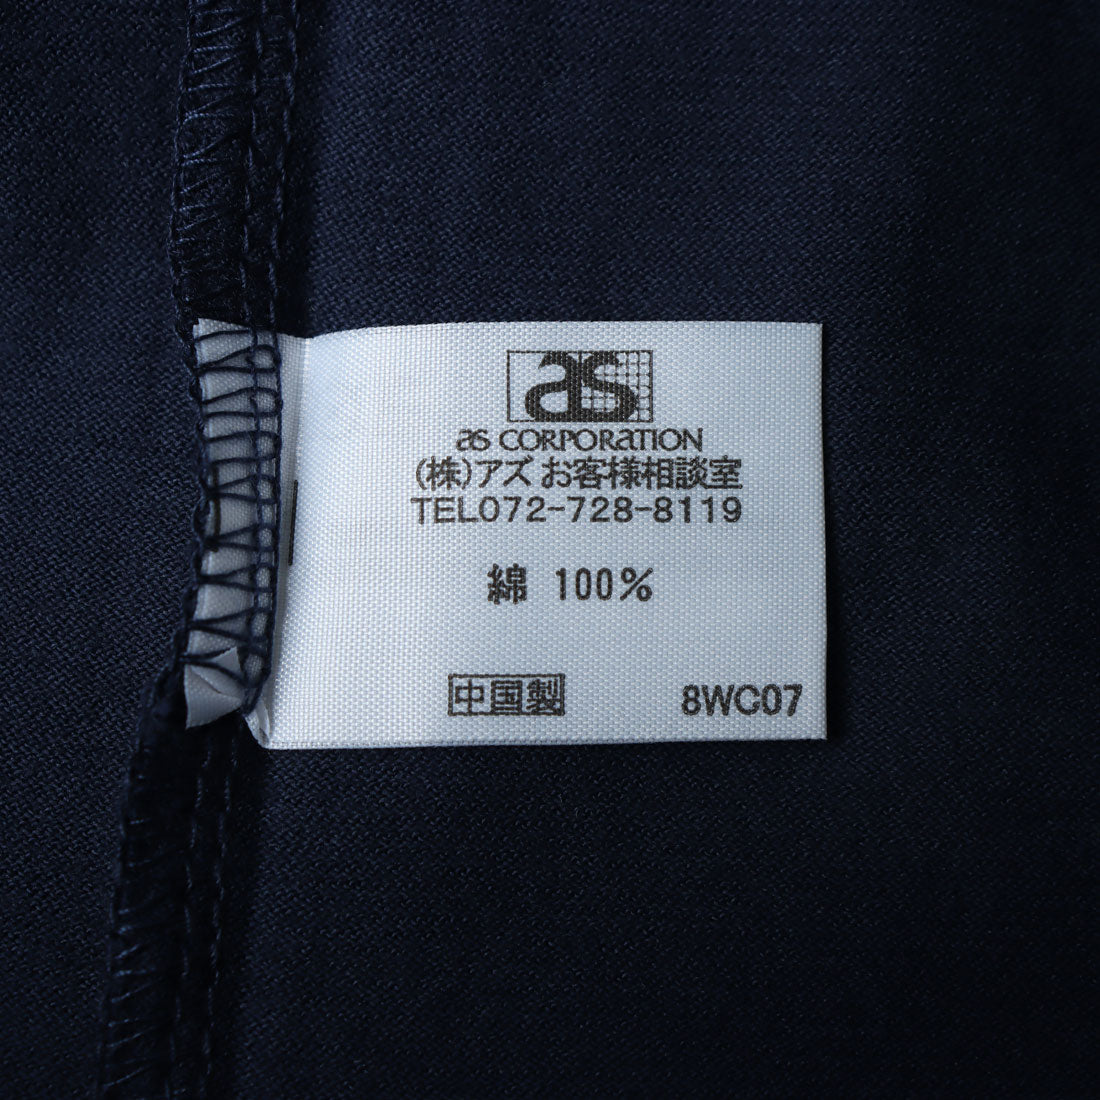 as
as CORPORATION
(株)アズ お客様相談室
TEL072-728-8119
綿 100%
中国製 8WC07